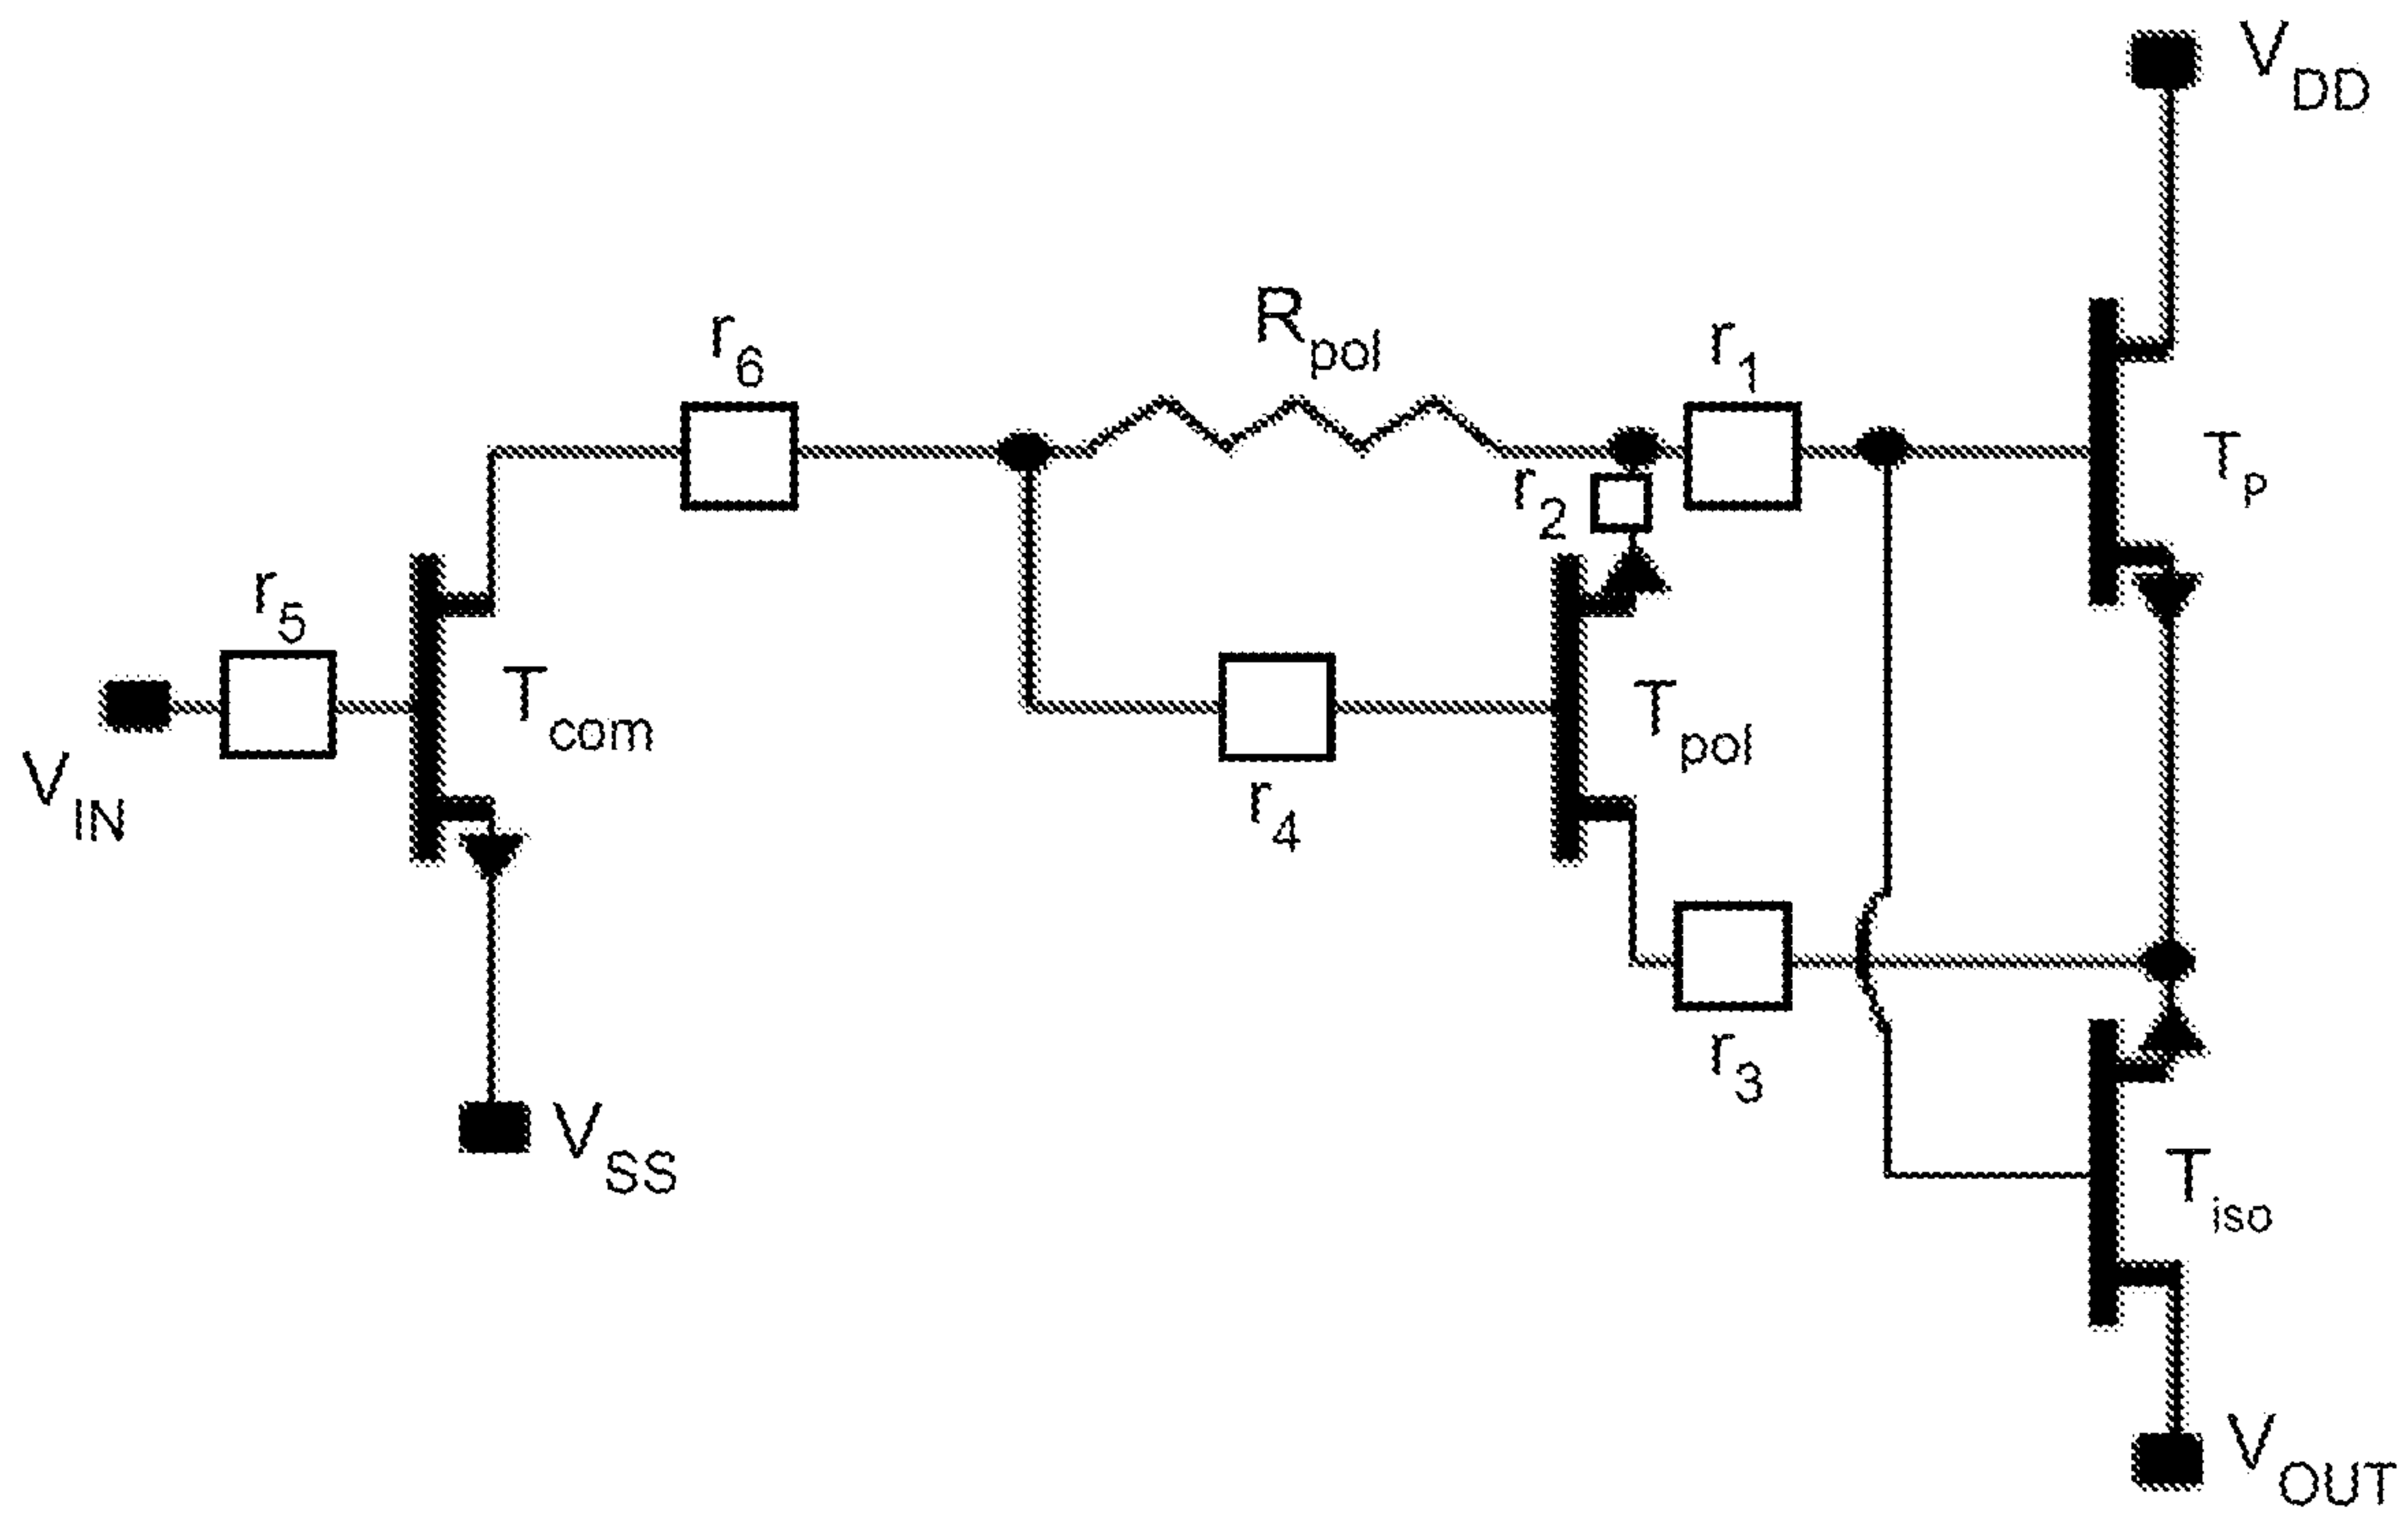 V_DD
R_pol
r_6
r_1
T_p
r_2
r_5
T_com
T_pol
V_IN
r_4
r_3
V_SS
T_iso
V_OUT